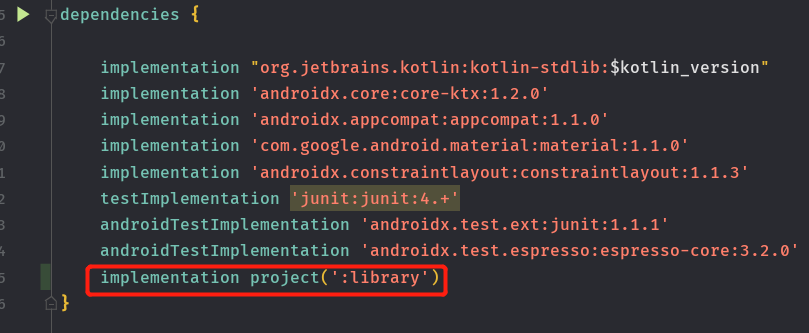 5 dependencies {
6
7 implementation "org.jetbrains.kotlin:kotlin-stdlib:$kotlin_version"
8 implementation 'androidx.core:core-ktx:1.2.0'
9 implementation 'androidx.appcompat:appcompat:1.1.0'
0 implementation 'com.google.android.material:material:1.1.0'
1 implementation 'androidx.constraintlayout:constraintlayout:1.1.3'
2 testImplementation 'junit:junit:4.+'
3 androidTestImplementation 'androidx.test.ext:junit:1.1.1'
4 androidTestImplementation 'androidx.test.espresso:espresso-core:3.2.0'
5 implementation project(':library')
6 }